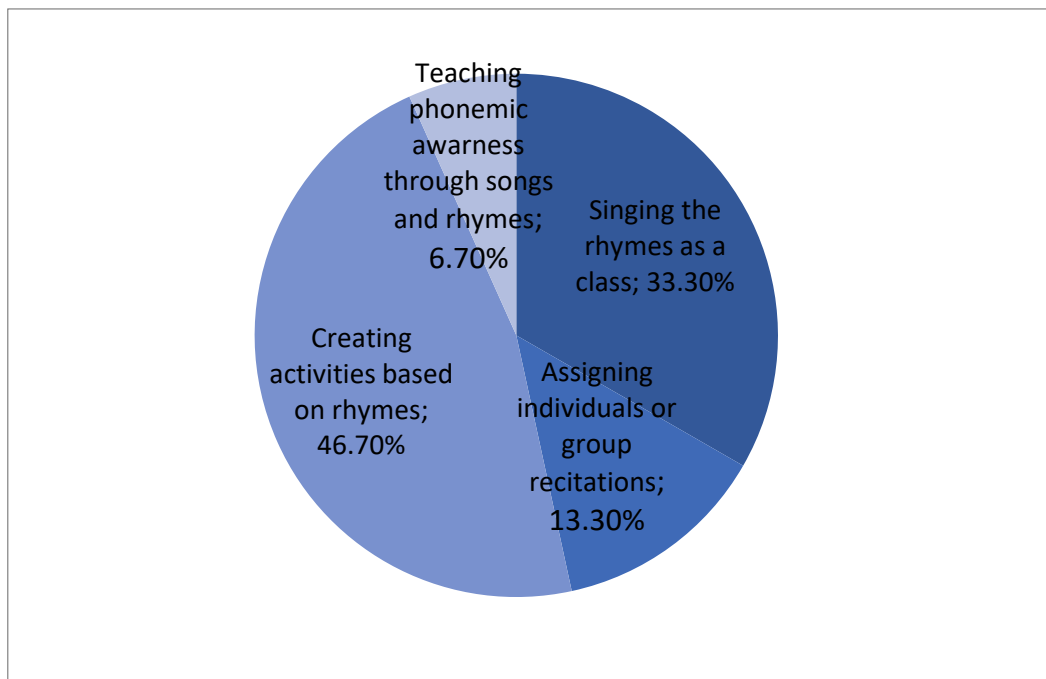 Teaching
phonemic
awarness
through songs
and rhymes;
6.70%
Singing the
rhymes as a
class; 33.30%
Creating
activities based
on rhymes;
46.70%
Assigning
individuals or
group
recitations;
13.30%